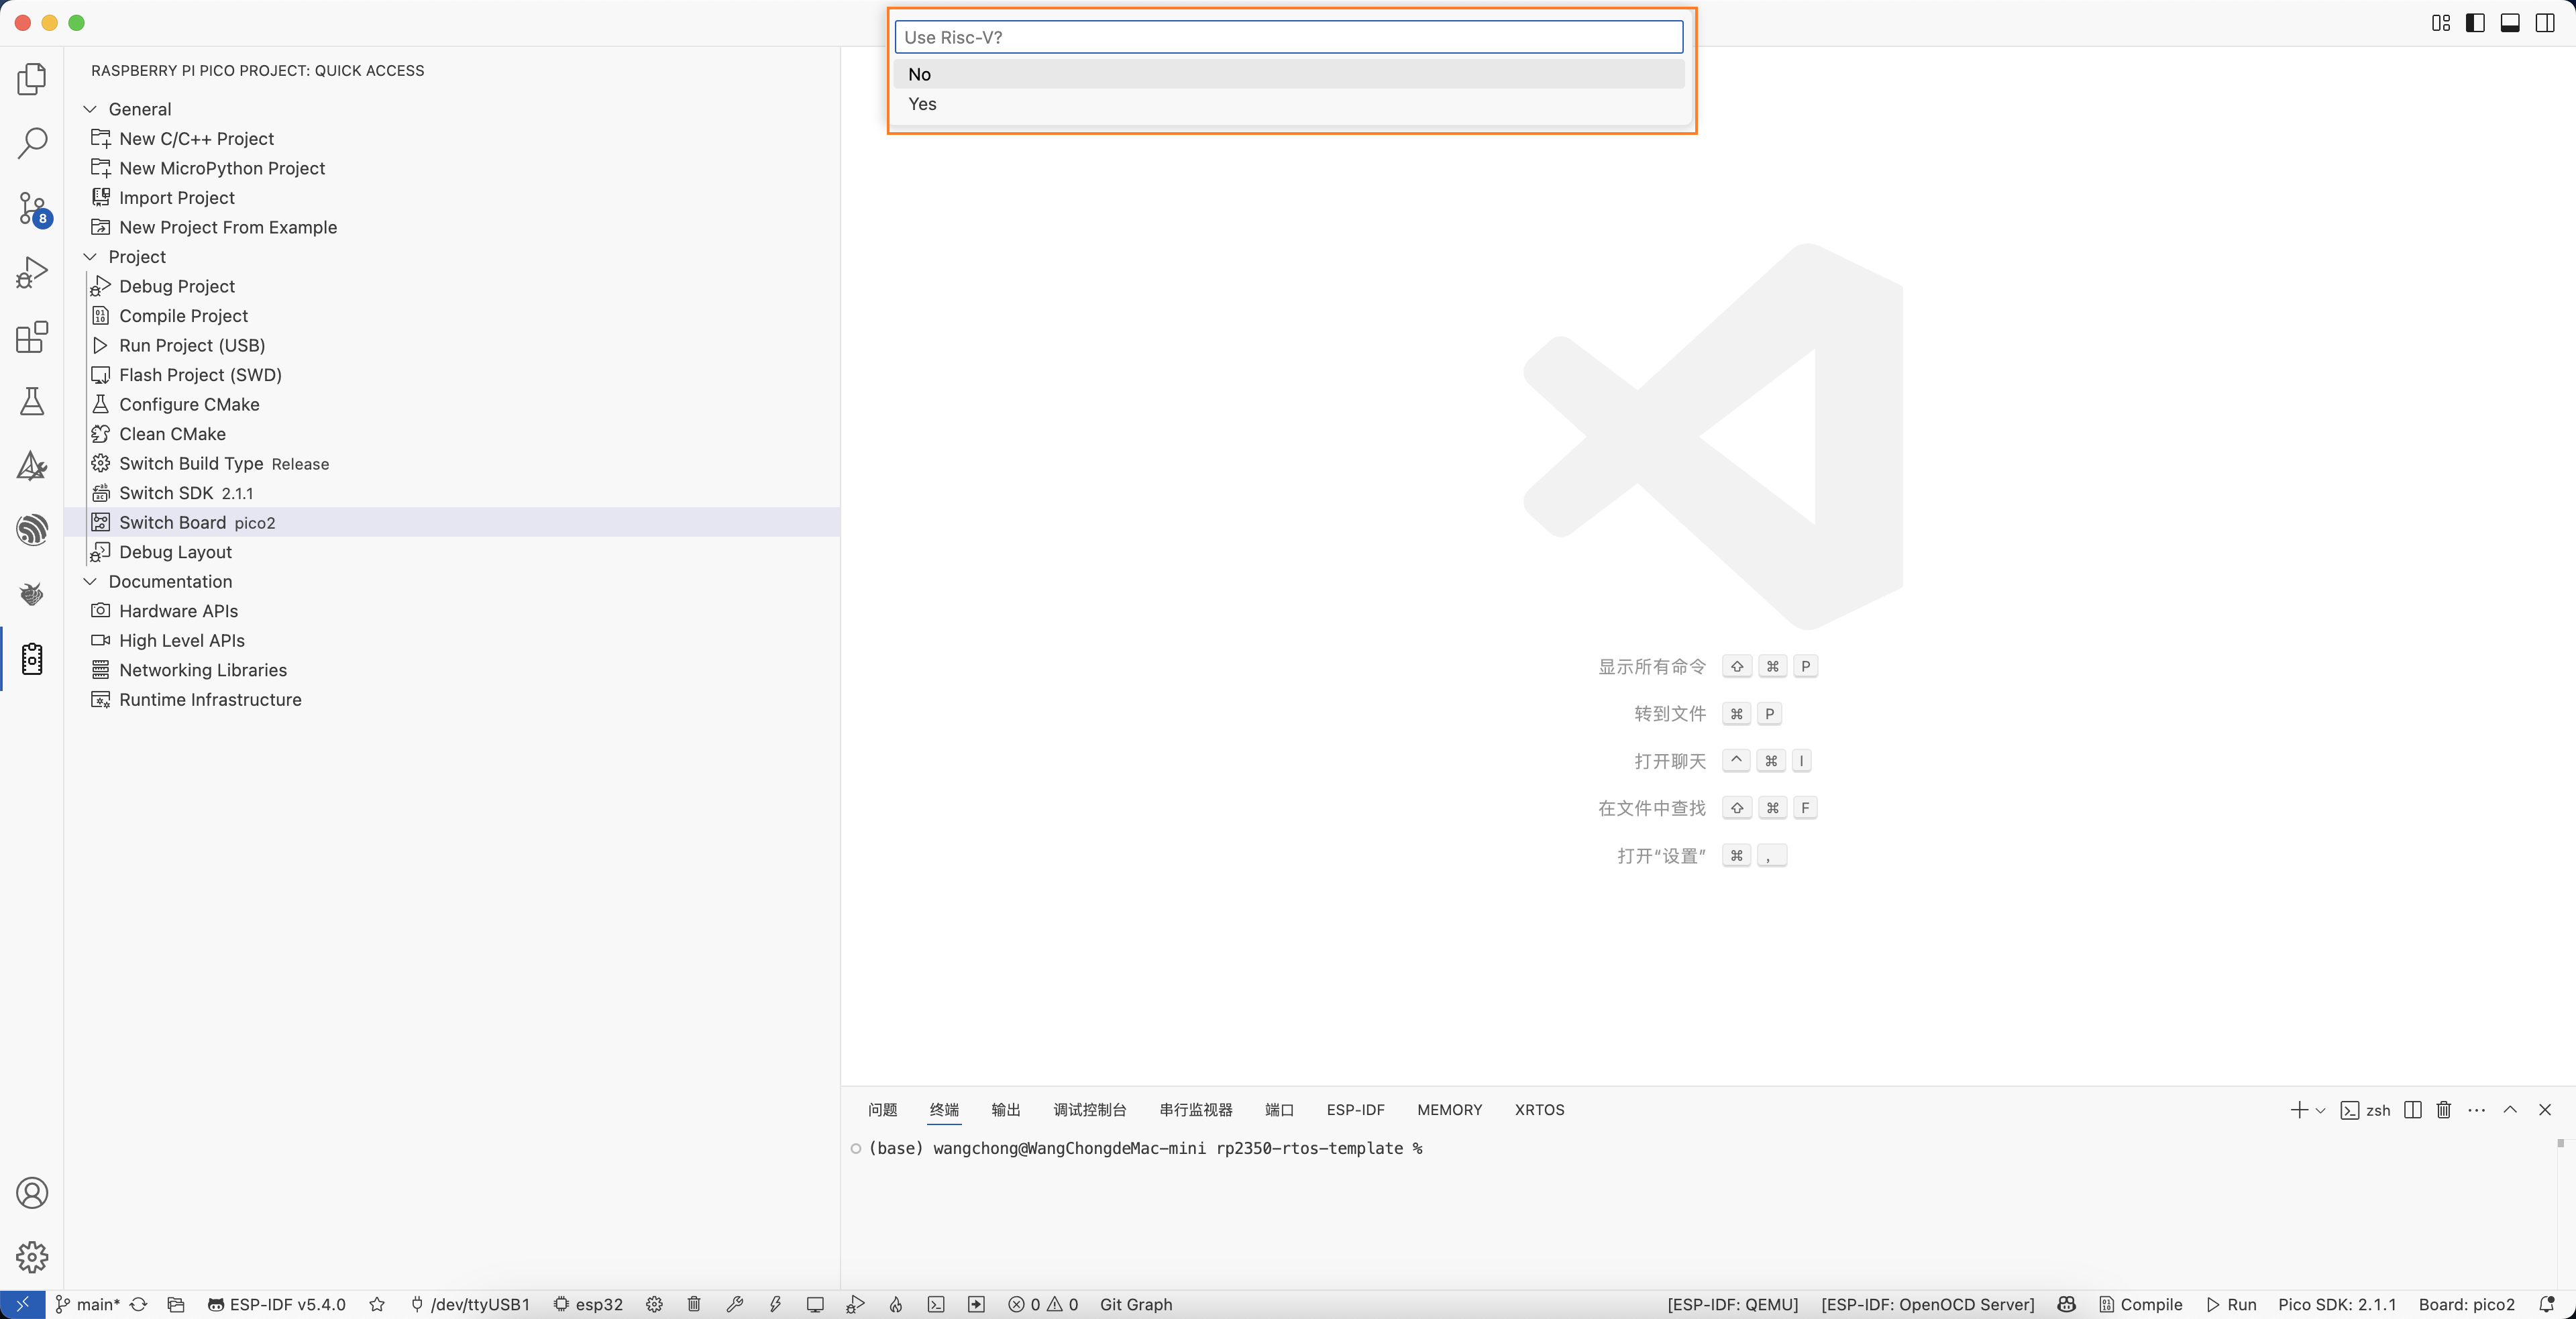 Use Risc-V?
No
Yes
RASPBERRY PI PICO PROJECT: QUICK ACCESS
General
New C/C++ Project
New MicroPython Project
Import Project
New Project From Example
Project
Debug Project
Compile Project
Run Project (USB)
Flash Project (SWD)
Configure CMake
Clean CMake
Switch Build Type Release
Switch SDK 2.1.1
Switch Board pico2
Debug Layout
Documentation
Hardware APIs
High Level APIs
Networking Libraries
Runtime Infrastructure
8
显示所有命令 ⇧ ⌘ P
转到文件 ⌘ P
打开聊天 ^ ⌘ I
在文件中查找 ⇧ ⌘ F
打开“设置” ⌘ ,
问题 终端 输出 调试控制台 串行监视器 端口 ESP-IDF MEMORY XRTOS zsh
(base) wangchong@WangChongdeMac-mini rp2350-rtos-template %
main* ESP-IDF v5.4.0 /dev/ttyUSB1 esp32 0 0 Git Graph [ESP-IDF: QEMU] [ESP-IDF: OpenOCD Server] Compile Run Pico SDK: 2.1.1 Board: pico2